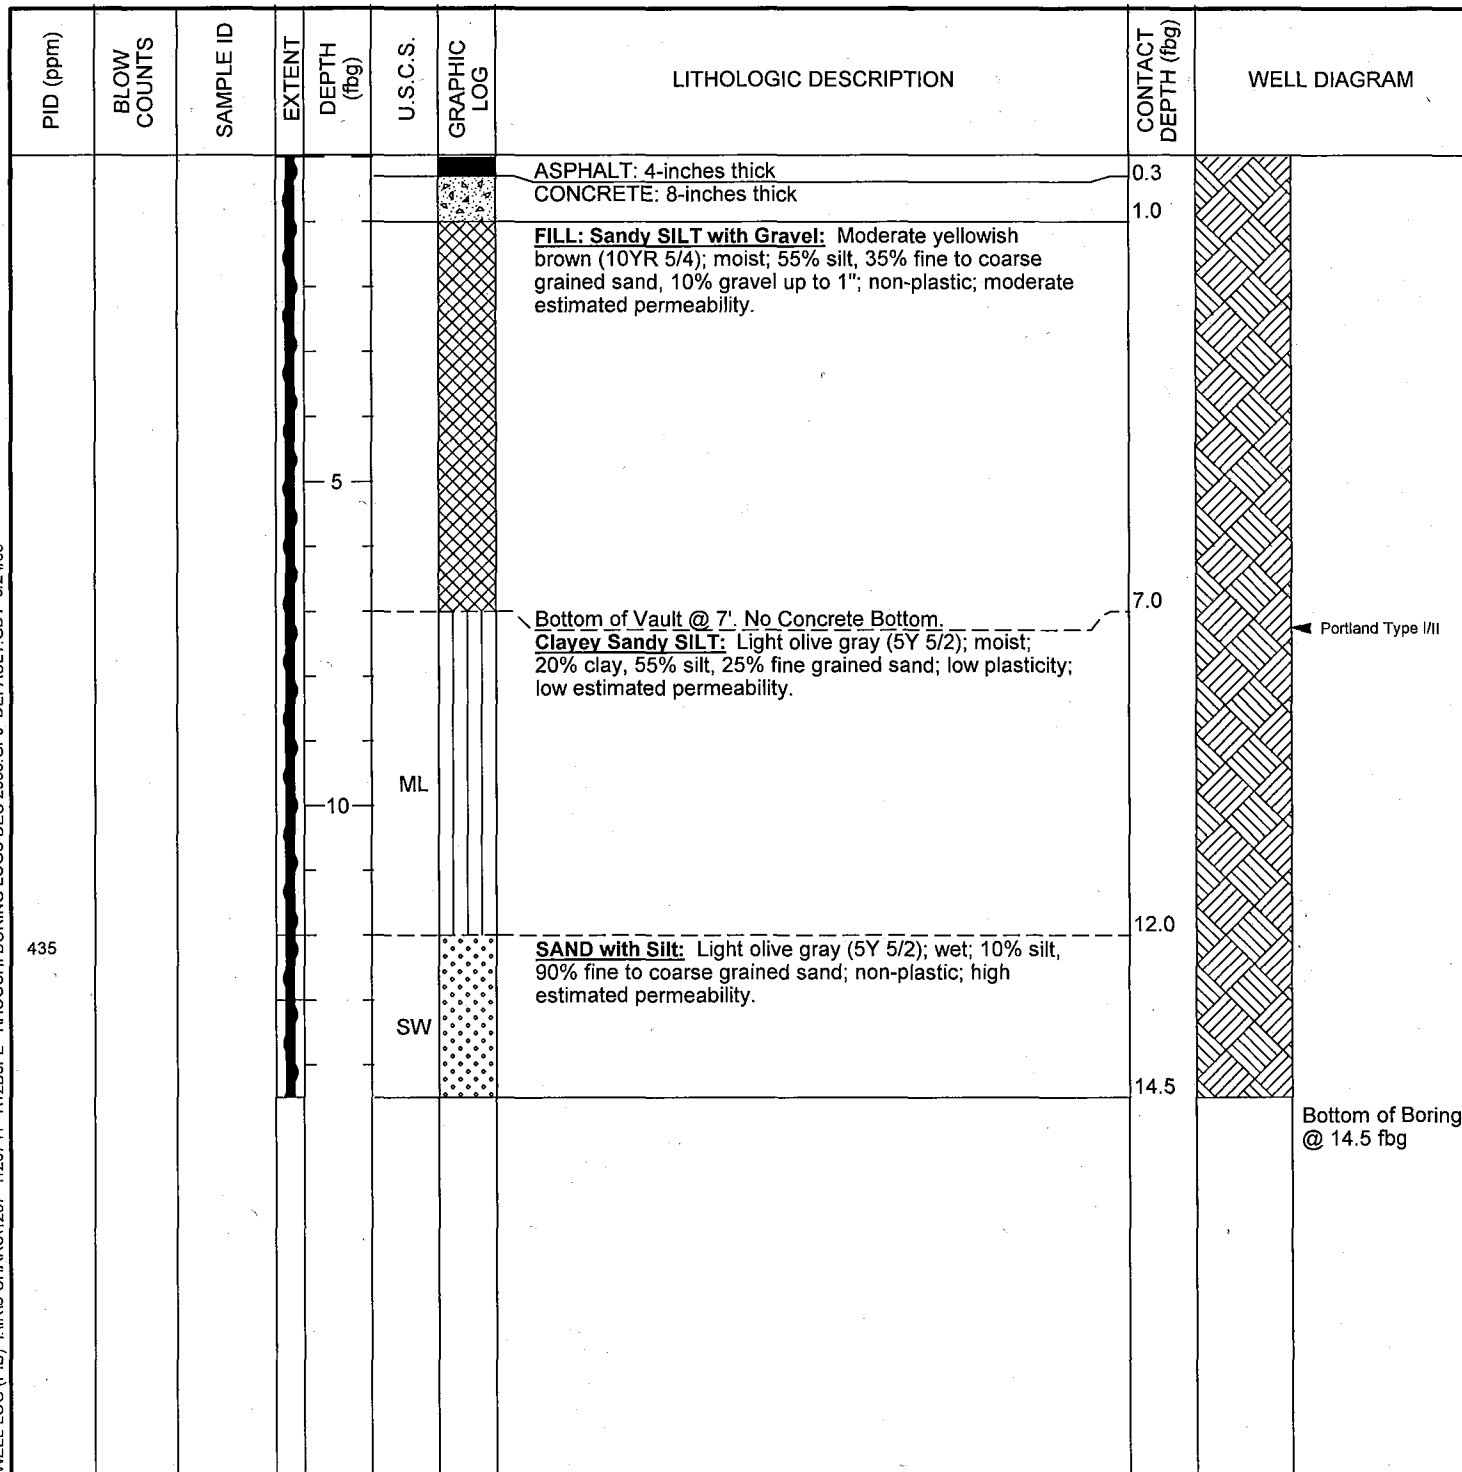 PID (ppm)
BLOW
COUNTS
SAMPLE ID
EXTENT
DEPTH
(fbg)
U.S.C.S.
GRAPHIC
LOG
LITHOLOGIC DESCRIPTION
CONTACT
DEPTH (fbg)
WELL DIAGRAM
ASPHALT: 4-inches thick
0.3
CONCRETE: 8-inches thick
1.0
FILL: Sandy SILT with Gravel: Moderate yellowish
brown (10YR 5/4); moist; 55% silt, 35% fine to coarse
grained sand, 10% gravel up to 1"; non-plastic; moderate
estimated permeability.
5
7.0
Bottom of Vault @ 7'. No Concrete Bottom.
Portland Type I/II
Clayey Sandy SILT: Light olive gray (5Y 5/2); moist;
20% clay, 55% silt, 25% fine grained sand; low plasticity;
low estimated permeability.
ML
10
12.0
435
SAND with Silt: Light olive gray (5Y 5/2); wet; 10% silt,
90% fine to coarse grained sand; non-plastic; high
estimated permeability.
SW
14.5
Bottom of Boring
@ 14.5 fbg